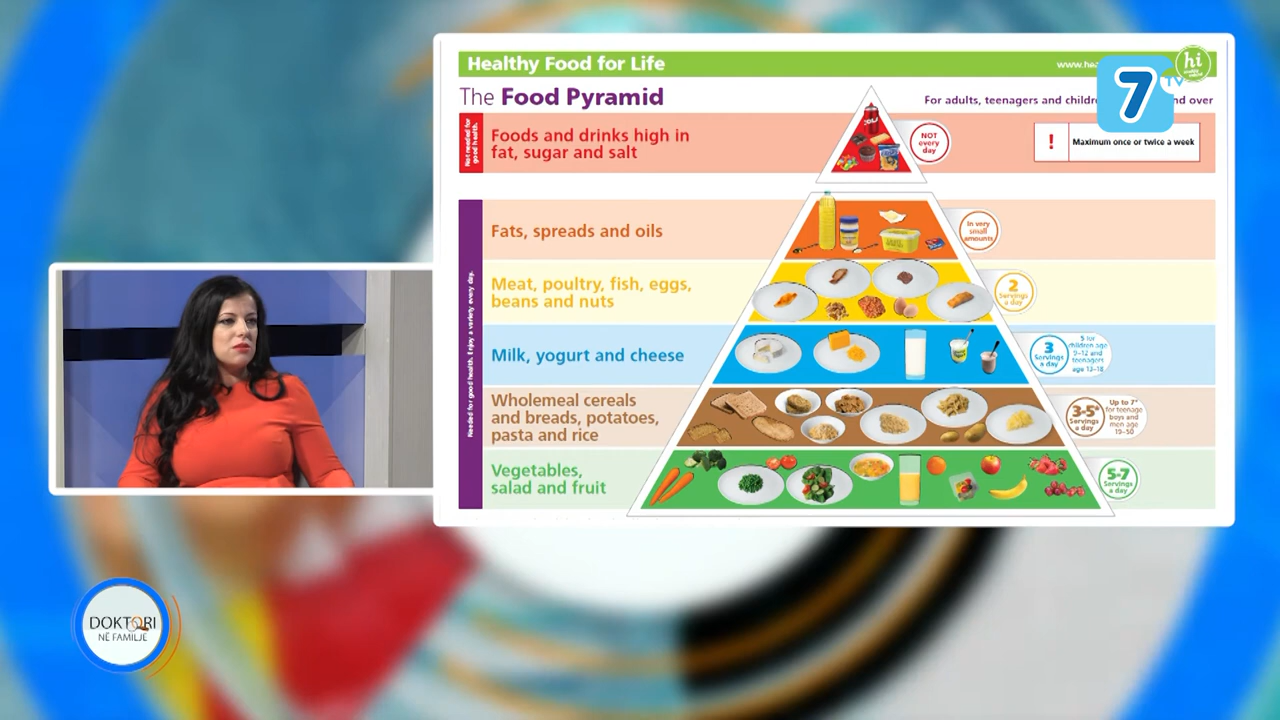 Healthy Food for Life
hi
7
TV
The Food Pyramid
For adults, teenagers and and over
Not needed for
good health.
Foods and drinks high in
fat, sugar and salt
NOT
every
day
!
Maximum once or twice a week
Needed for good health. Enjoy a variety every day.
Fats, spreads and oils
In very
small
amounts
Meat, poultry, fish, eggs,
beans and nuts
2
Servings
a day
Milk, yogurt and cheese
3
Servings
a day
5 for
children age
9–12 and
teenagers
age 13–18
Wholemeal cereals
and breads, potatoes,
pasta and rice
3-5*
Servings
a day
Up to 7*
for teenage
boys and
men age
19–50
Vegetables,
salad and fruit
5-7
Servings
a day
DOKTORI
NË FAMILJE